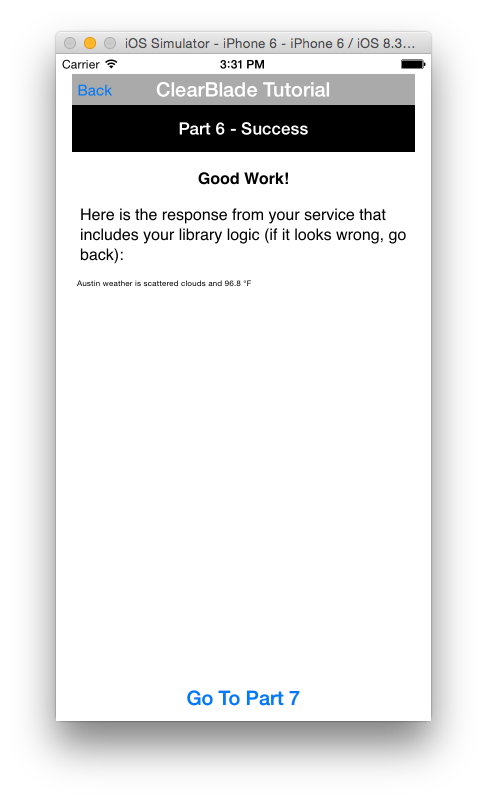 iOS Simulator - iPhone 6 - iPhone 6 / iOS 8.3...
Carrier 3:31 PM
Back ClearBlade Tutorial
Part 6 - Success
Good Work!
Here is the response from your service that
includes your library logic (if it looks wrong, go
back):
Austin weather is scattered clouds and 96.8 °F
Go To Part 7